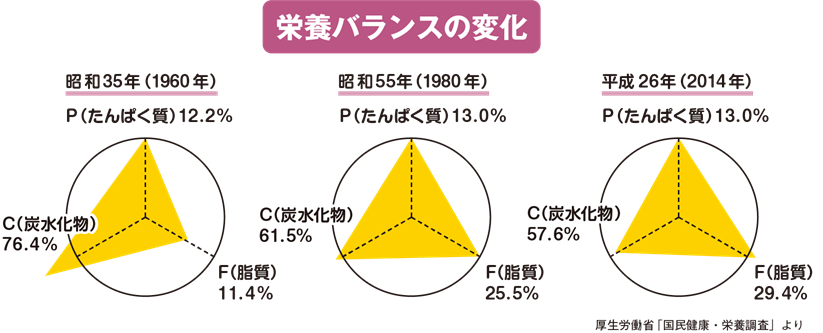 栄養バランスの変化
昭和35年（1960年）
P（たんぱく質）12.2%
C（炭水化物）
76.4%
F（脂質）
11.4%
昭和55年（1980年）
P（たんぱく質）13.0%
C（炭水化物）
61.5%
F（脂質）
25.5%
平成26年（2014年）
P（たんぱく質）13.0%
C（炭水化物）
57.6%
F（脂質）
29.4%
厚生労働省「国民健康・栄養調査」より